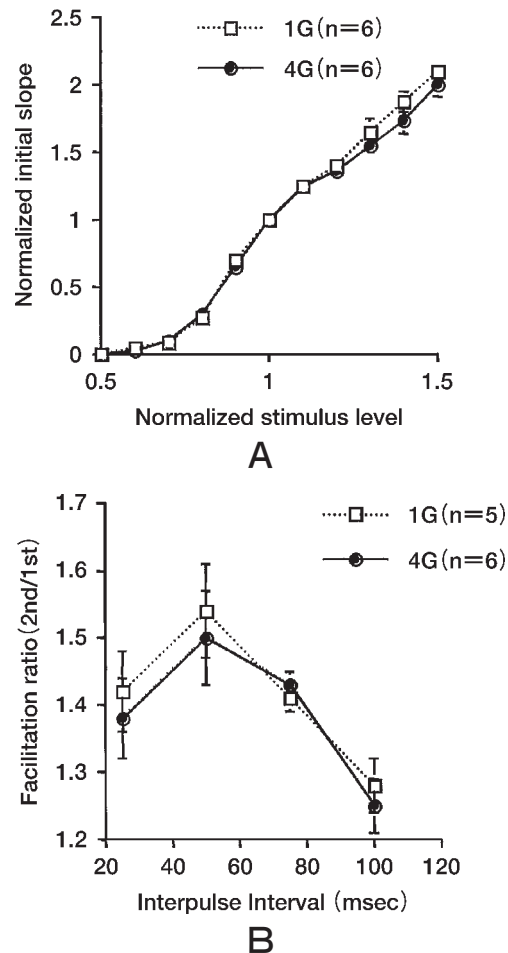 1G(n=6)
4G(n=6)
Normalized initial slope
2.5
2
1.5
1
0.5
0
0.5
1
1.5
Normalized stimulus level
A
1G(n=5)
4G(n=6)
Facilitation ratio(2nd/1st)
1.7
1.6
1.5
1.4
1.3
1.2
20
40
60
80
100
120
Interpulse Interval (msec)
B